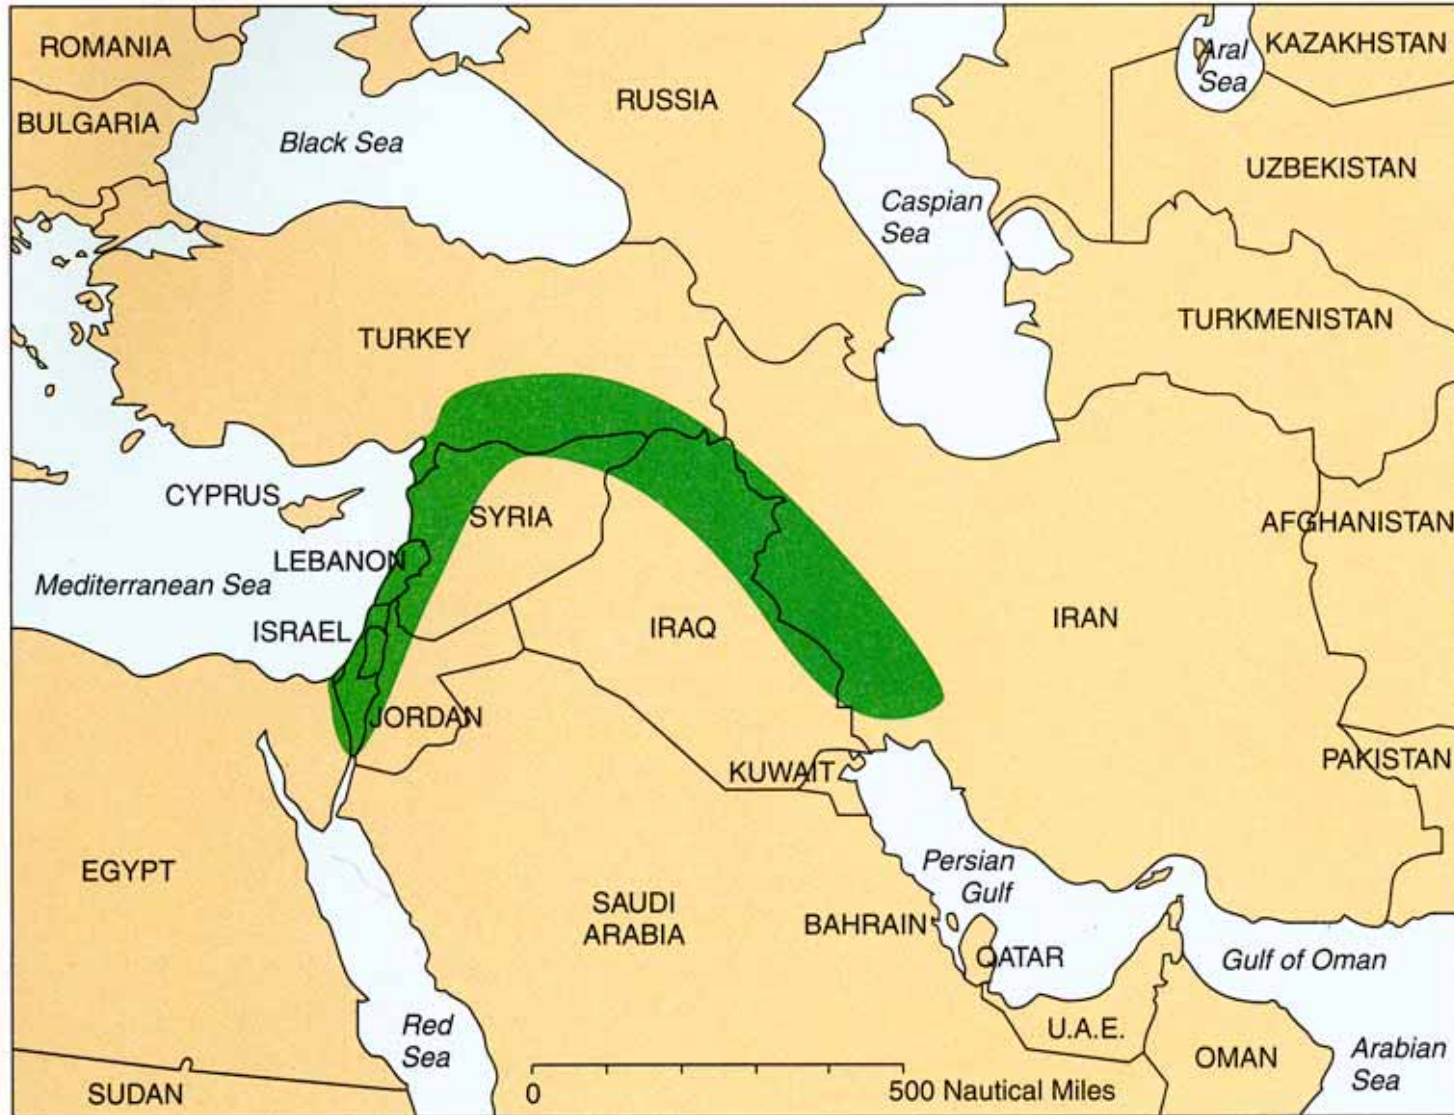 ROMANIA
BULGARIA
Black Sea
RUSSIA
Caspian
Sea
Aral
Sea
KAZAKHSTAN
UZBEKISTAN
TURKMENISTAN
TURKEY
CYPRUS
SYRIA
LEBANON
Mediterranean Sea
ISRAEL
IRAQ
IRAN
AFGHANISTAN
JORDAN
KUWAIT
PAKISTAN
EGYPT
SAUDI
ARABIA
Persian
Gulf
BAHRAIN
QATAR
Gulf of Oman
Red
Sea
U.A.E.
OMAN
Arabian
Sea
SUDAN
0
500 Nautical Miles